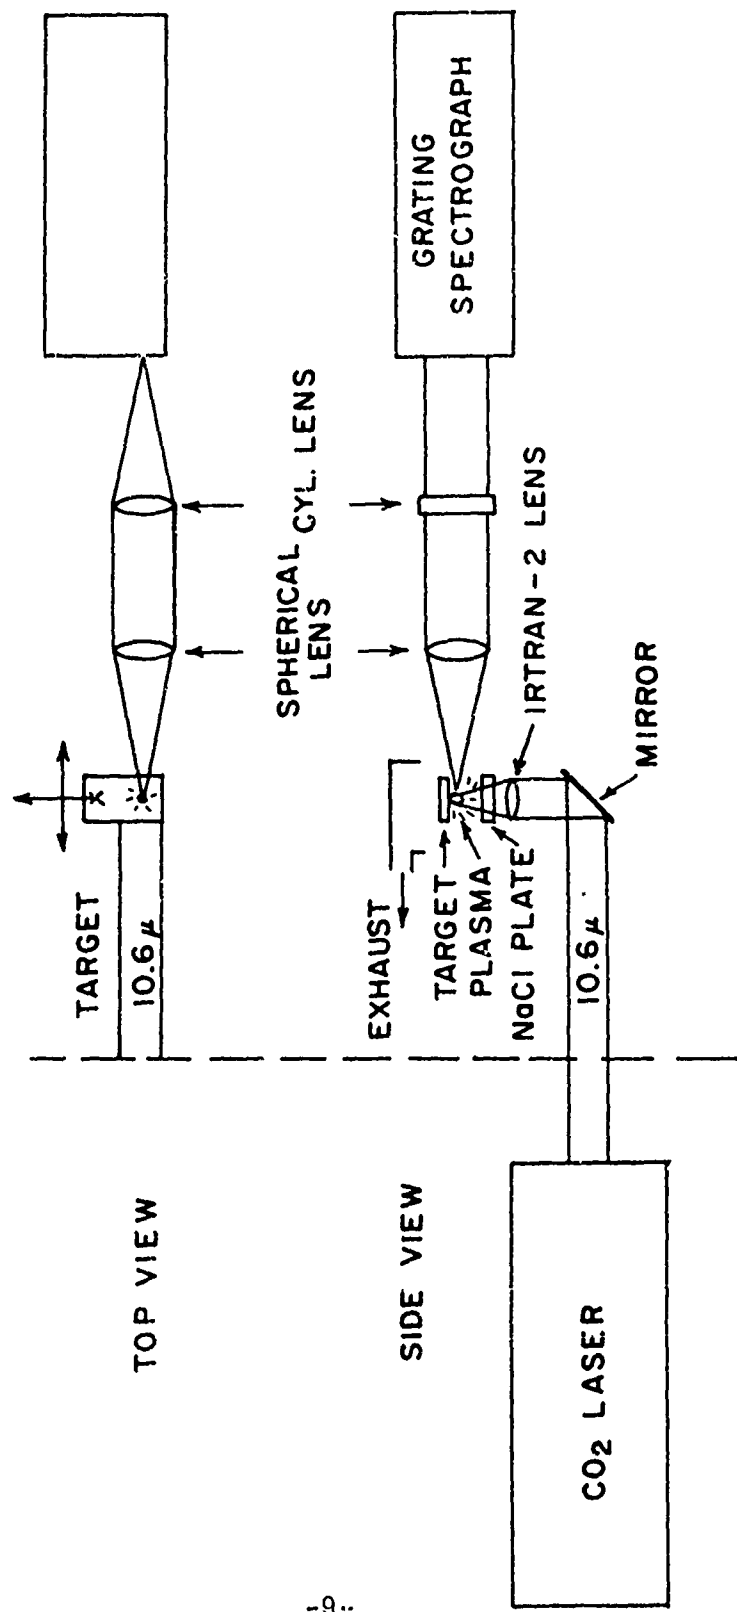 TOP VIEW
TARGET
10.6μ
SPHERICAL
LENS
CYL. LENS
SIDE VIEW
EXHAUST
TARGET
PLASMA
NaCl PLATE
10.6μ
GRATING
SPECTROGRAPH
IRTRAN-2 LENS
MIRROR
CO2 LASER
-9-